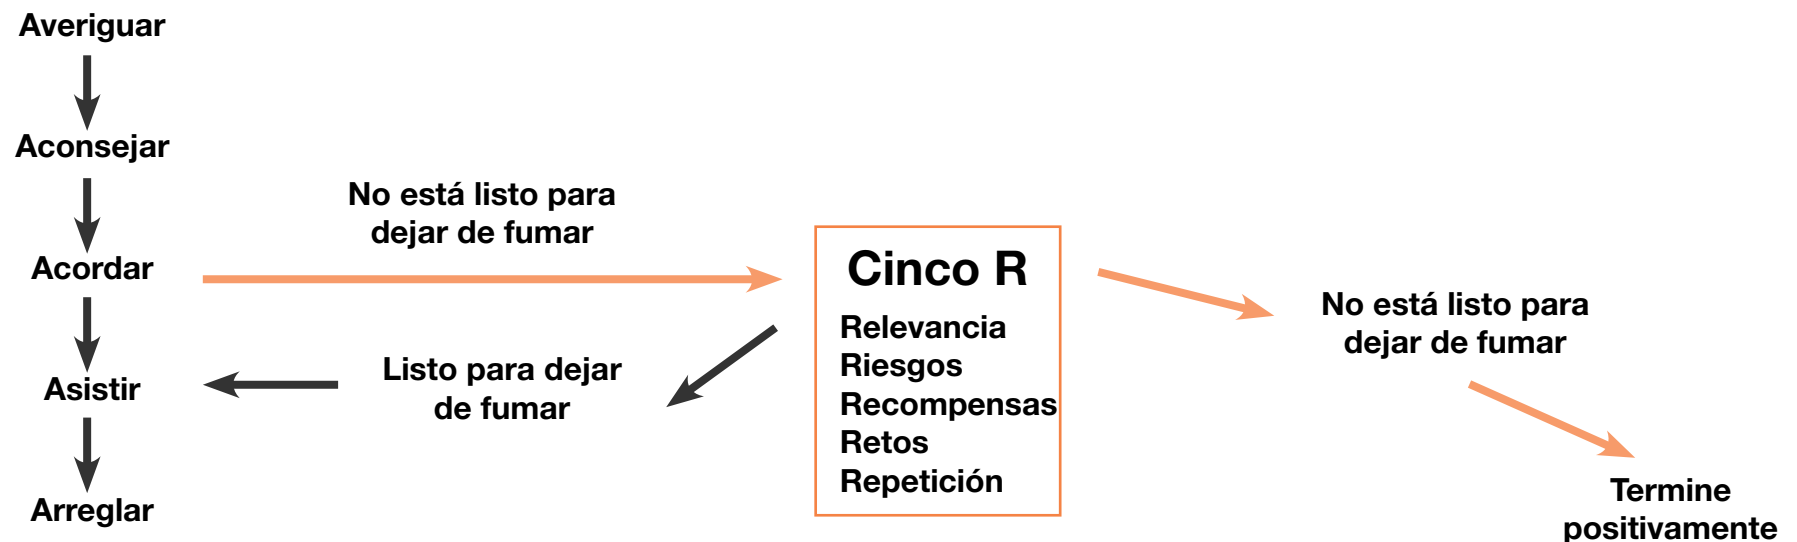 Averiguar
Aconsejar
Acordar
Asistir
Arreglar
No está listo para
dejar de fumar
Listo para dejar
de fumar
Cinco R
Relevancia
Riesgos
Recompensas
Retos
Repetición
No está listo para
dejar de fumar
Termine
positivamente